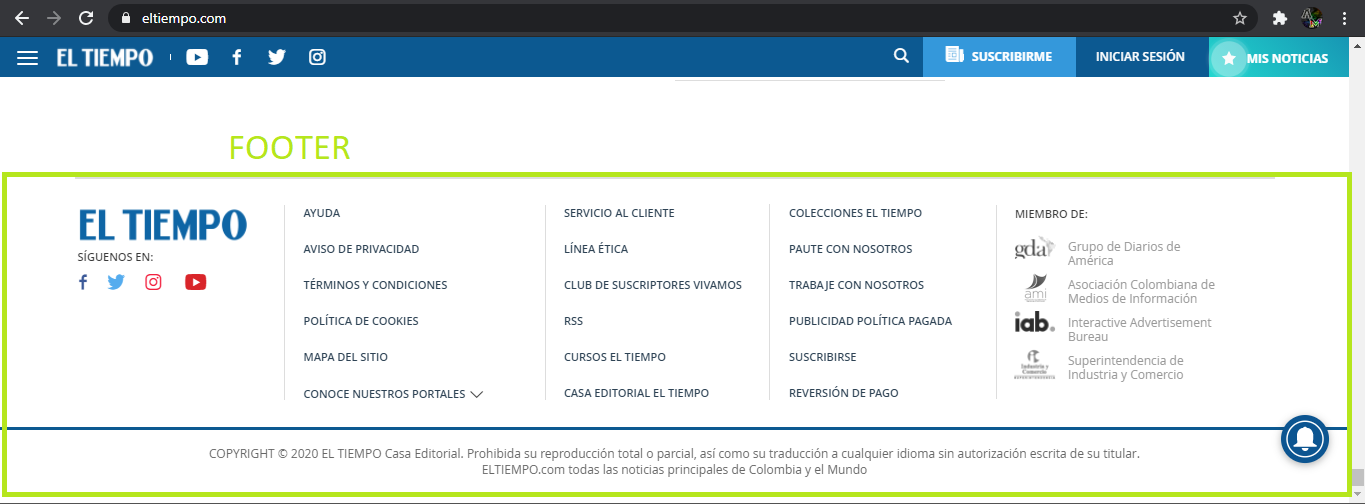 eltiempo.com
EL TIEMPO
SUSCRIBIRME
INICIAR SESIÓN
MIS NOTICIAS
FOOTER
EL TIEMPO
SÍGUENOS EN:
AYUDA
AVISO DE PRIVACIDAD
TÉRMINOS Y CONDICIONES
POLÍTICA DE COOKIES
MAPA DEL SITIO
CONOCE NUESTROS PORTALES
SERVICIO AL CLIENTE
LÍNEA ÉTICA
CLUB DE SUSCRIPTORES VIVAMOS
RSS
CURSOS EL TIEMPO
CASA EDITORIAL EL TIEMPO
COLECCIONES EL TIEMPO
PAUTE CON NOSOTROS
TRABAJE CON NOSOTROS
PUBLICIDAD POLÍTICA PAGADA
SUSCRIBIRSE
REVERSIÓN DE PAGO
MIEMBRO DE:
gda
Grupo de Diarios de
América
ami
Asociación Colombiana de
Medios de Información
iab.
Interactive Advertisement
Bureau
Industria y
Comercio
SUPERINTENDENCIA
Superintendencia de
Industria y Comercio
COPYRIGHT © 2020 EL TIEMPO Casa Editorial. Prohibida su reproducción total o parcial, así como su traducción a cualquier idioma sin autorización escrita de su titular.
ELTIEMPO.com todas las noticias principales de Colombia y el Mundo